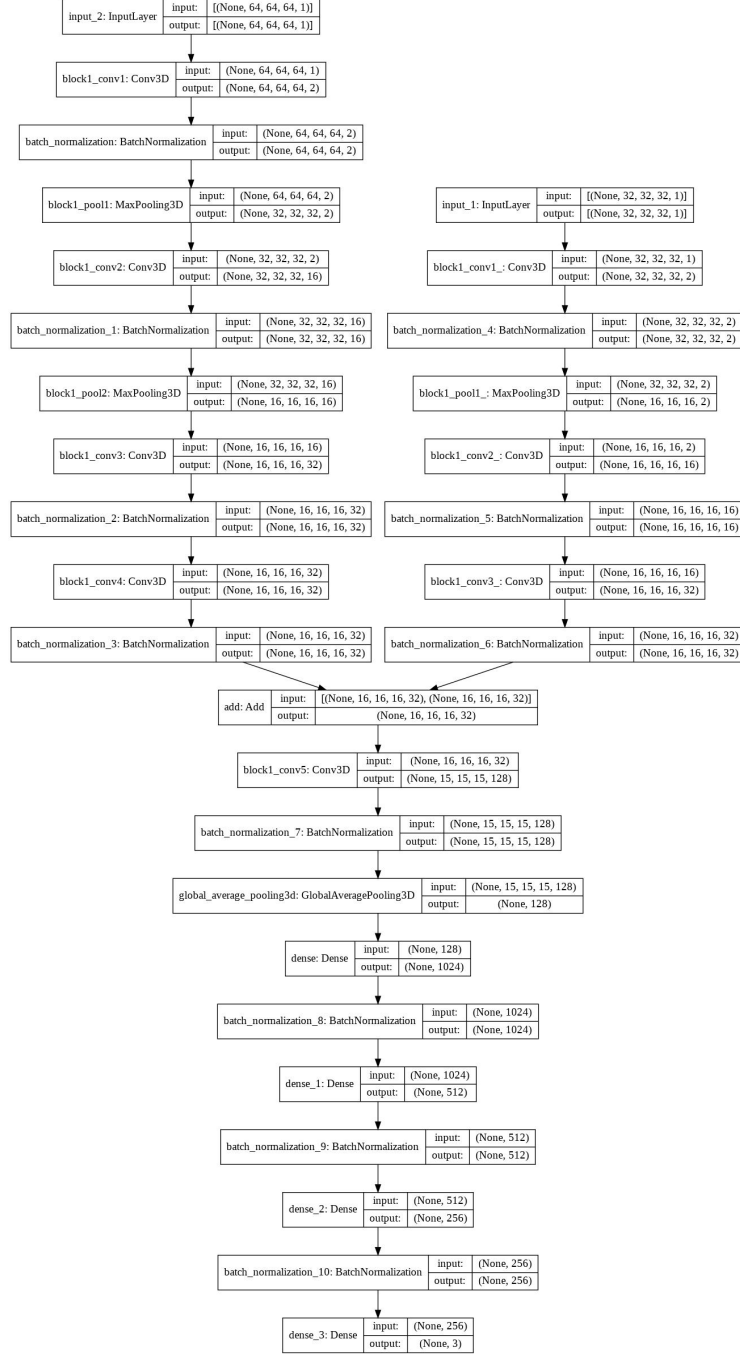 input_2: InputLayer input: [(None, 64, 64, 64, 1)]
output: [(None, 64, 64, 64, 1)]
block1_conv1: Conv3D input: (None, 64, 64, 64, 1)
output: (None, 64, 64, 64, 2)
batch_normalization: BatchNormalization input: (None, 64, 64, 64, 2)
output: (None, 64, 64, 64, 2)
block1_pool1: MaxPooling3D input: (None, 64, 64, 64, 2)
output: (None, 32, 32, 32, 2)
block1_conv2: Conv3D input: (None, 32, 32, 32, 2)
output: (None, 32, 32, 32, 16)
batch_normalization_1: BatchNormalization input: (None, 32, 32, 32, 16)
output: (None, 32, 32, 32, 16)
block1_pool2: MaxPooling3D input: (None, 32, 32, 32, 16)
output: (None, 16, 16, 16, 16)
block1_conv3: Conv3D input: (None, 16, 16, 16, 16)
output: (None, 16, 16, 16, 32)
batch_normalization_2: BatchNormalization input: (None, 16, 16, 16, 32)
output: (None, 16, 16, 16, 32)
block1_conv4: Conv3D input: (None, 16, 16, 16, 32)
output: (None, 16, 16, 16, 32)
batch_normalization_3: BatchNormalization input: (None, 16, 16, 16, 32)
output: (None, 16, 16, 16, 32)
input_1: InputLayer input: [(None, 32, 32, 32, 1)]
output: [(None, 32, 32, 32, 1)]
block1_conv1_: Conv3D input: (None, 32, 32, 32, 1)
output: (None, 32, 32, 32, 2)
batch_normalization_4: BatchNormalization input: (None, 32, 32, 32, 2)
output: (None, 32, 32, 32, 2)
block1_pool1_: MaxPooling3D input: (None, 32, 32, 32, 2)
output: (None, 16, 16, 16, 2)
block1_conv2_: Conv3D input: (None, 16, 16, 16, 2)
output: (None, 16, 16, 16, 16)
batch_normalization_5: BatchNormalization input: (None, 16, 16, 16, 16)
output: (None, 16, 16, 16, 16)
block1_conv3_: Conv3D input: (None, 16, 16, 16, 16)
output: (None, 16, 16, 16, 32)
batch_normalization_6: BatchNormalization input: (None, 16, 16, 16, 32)
output: (None, 16, 16, 16, 32)
add: Add input: [(None, 16, 16, 16, 32), (None, 16, 16, 16, 32)]
output: (None, 16, 16, 16, 32)
block1_conv5: Conv3D input: (None, 16, 16, 16, 32)
output: (None, 15, 15, 15, 128)
batch_normalization_7: BatchNormalization input: (None, 15, 15, 15, 128)
output: (None, 15, 15, 15, 128)
global_average_pooling3d: GlobalAveragePooling3D input: (None, 15, 15, 15, 128)
output: (None, 128)
dense: Dense input: (None, 128)
output: (None, 1024)
batch_normalization_8: BatchNormalization input: (None, 1024)
output: (None, 1024)
dense_1: Dense input: (None, 1024)
output: (None, 512)
batch_normalization_9: BatchNormalization input: (None, 512)
output: (None, 512)
dense_2: Dense input: (None, 512)
output: (None, 256)
batch_normalization_10: BatchNormalization input: (None, 256)
output: (None, 256)
dense_3: Dense input: (None, 256)
output: (None, 3)